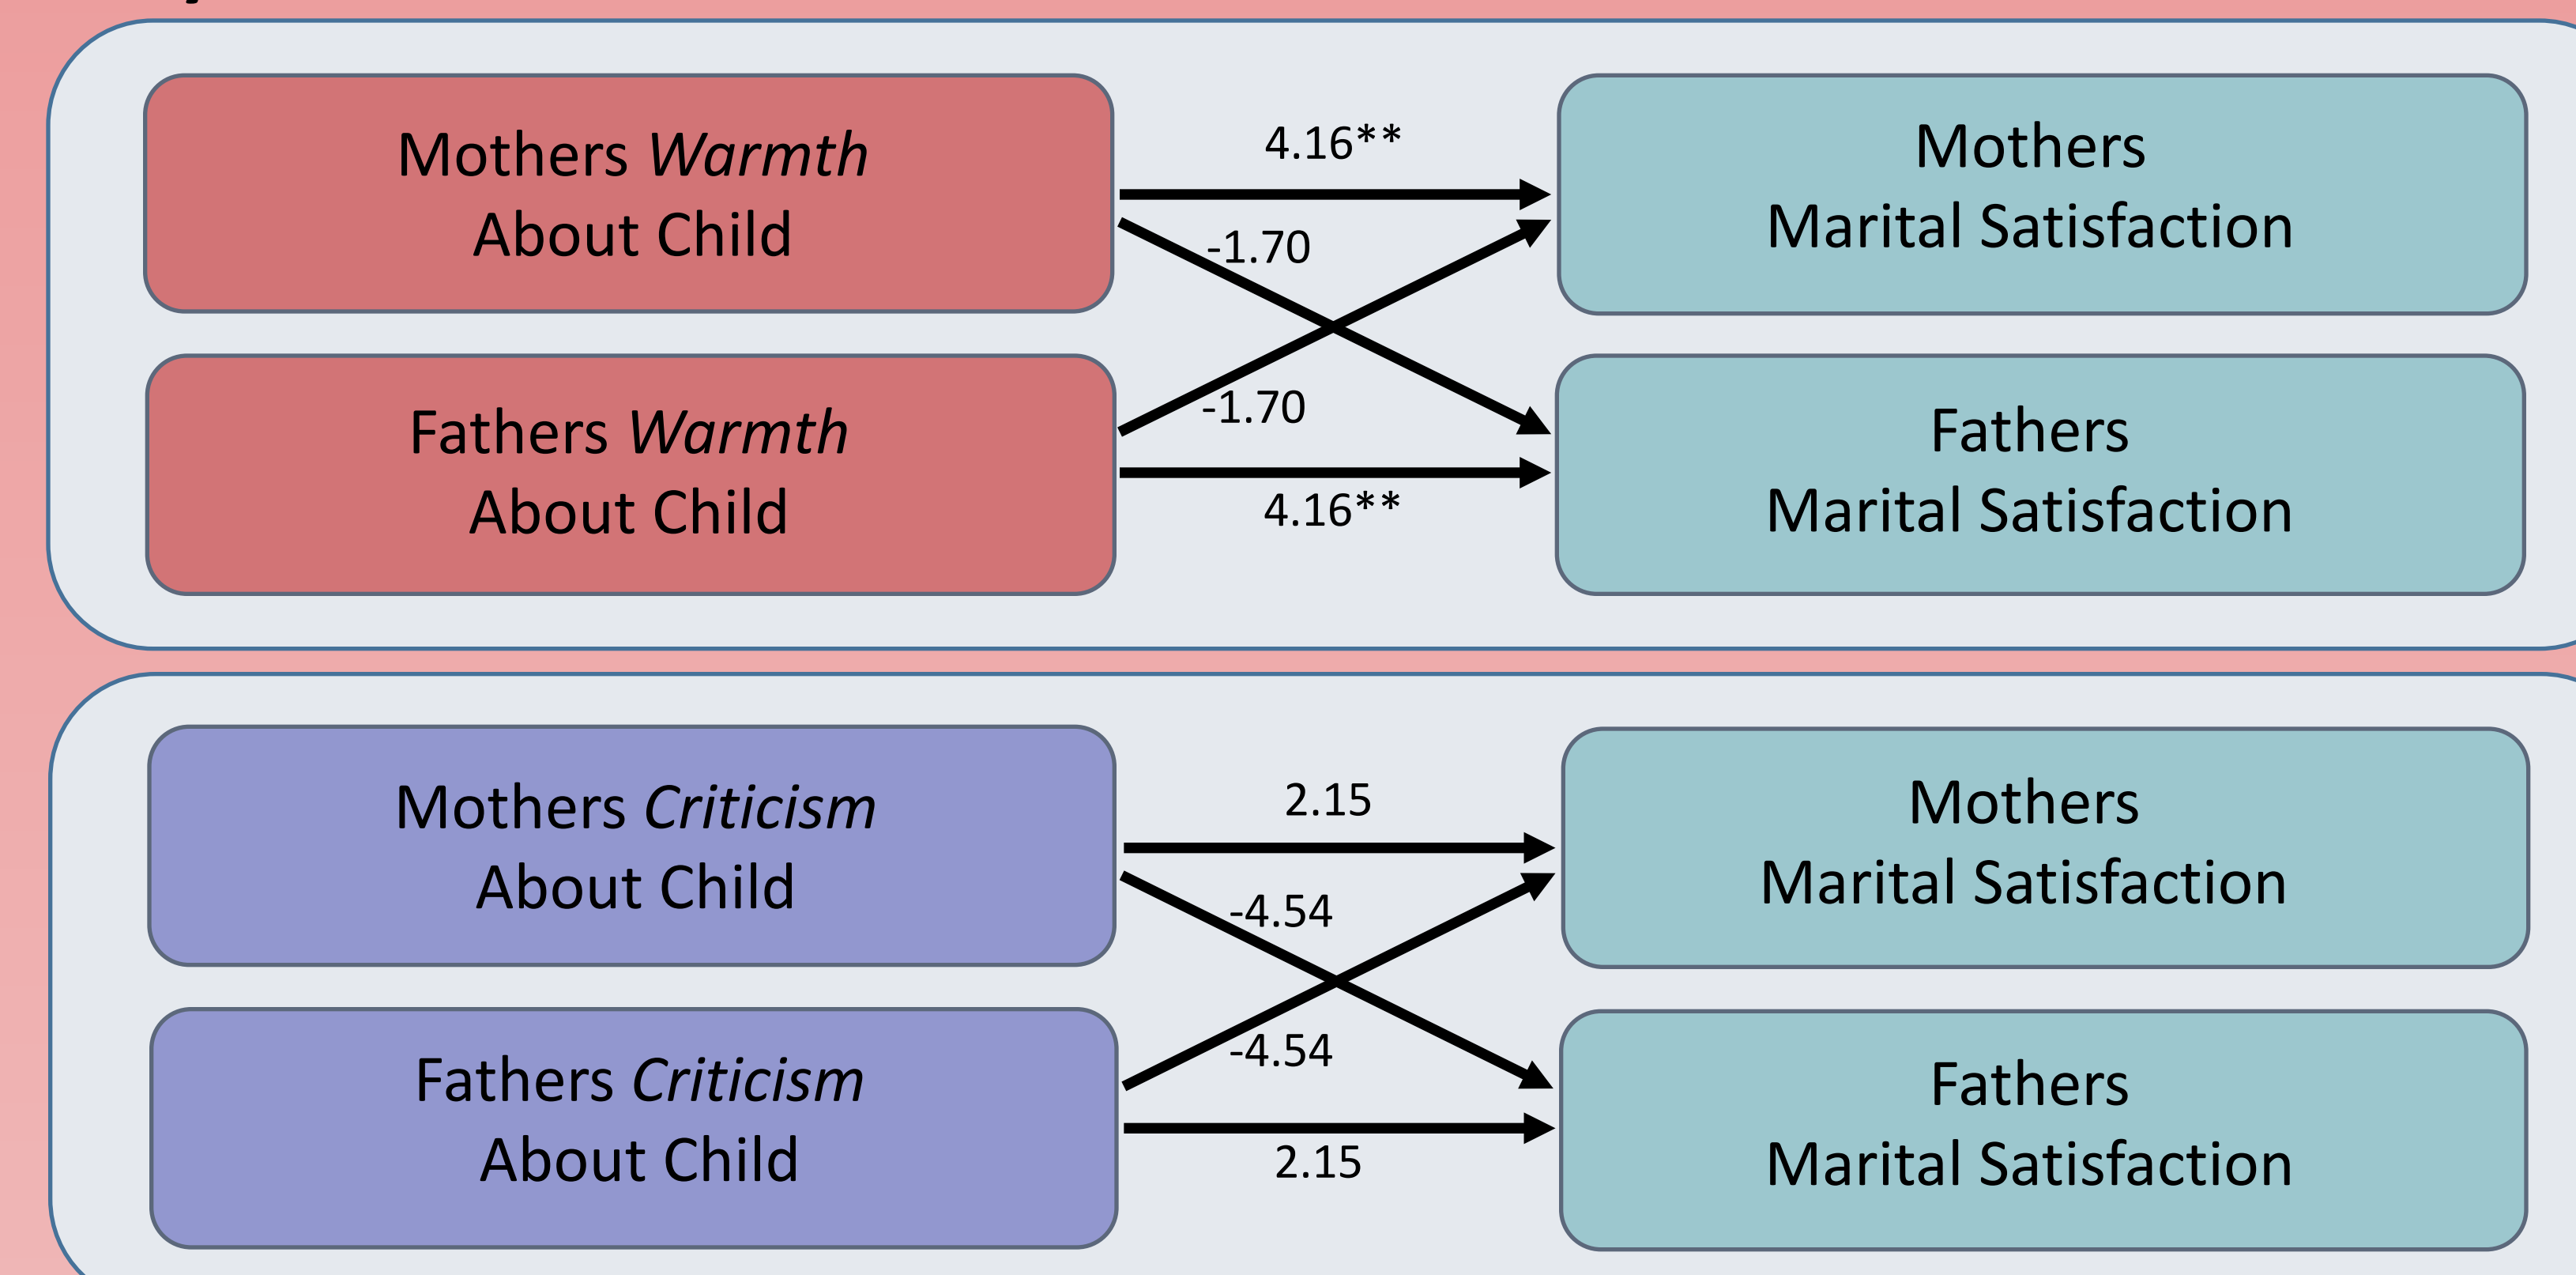 Mothers Warmth
About Child
4.16**
Mothers
Marital Satisfaction
-1.70
Fathers Warmth
About Child
-1.70
4.16**
Fathers
Marital Satisfaction
Mothers Criticism
About Child
2.15
Mothers
Marital Satisfaction
-4.54
Fathers Criticism
About Child
-4.54
2.15
Fathers
Marital Satisfaction